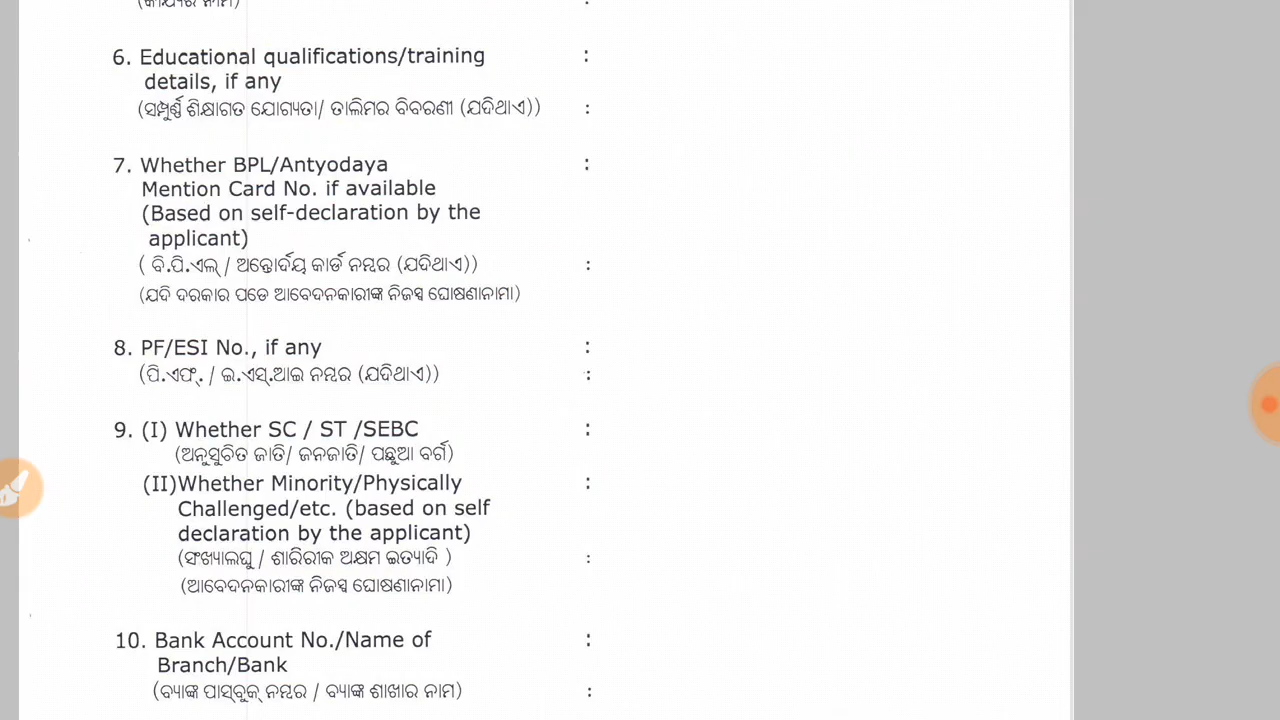 (କାର୍ଯ୍ୟର ନାମ) :
6. Educational qualifications/training :
details, if any
(ସମ୍ପୂର୍ଣ୍ଣ ଶିକ୍ଷାଗତ ଯୋଗ୍ୟତା/ ତାଲିମର ବିବରଣୀ (ଯଦିଥାଏ)) :
7. Whether BPL/Antyodaya :
Mention Card No. if available
(Based on self-declaration by the
applicant)
( ବି.ପି.ଏଲ୍ / ଅନ୍ତୋର୍ଦୟ କାର୍ଡ ନମ୍ବର (ଯଦିଥାଏ)) :
(ଯଦି ଦରକାର ପଡେ ଆବେଦନକାରୀଙ୍କ ନିଜସ୍ୱ ଘୋଷଣାନାମା)
8. PF/ESI No., if any :
(ପି.ଏଫ୍. / ଇ.ଏସ୍.ଆଇ ନମ୍ବର (ଯଦିଥାଏ)) :
9. (I) Whether SC / ST /SEBC :
(ଅନୁସୁଚିତ ଜାତି/ ଜନଜାତି/ ପଛୁଆ ବର୍ଗ)
(II)Whether Minority/Physically :
Challenged/etc. (based on self
declaration by the applicant)
(ସଂଖ୍ୟାଲଘୁ / ଶାରିରୀକ ଅକ୍ଷମ ଇତ୍ୟାଦି ) :
(ଆବେଦନକାରୀଙ୍କ ନିଜସ୍ୱ ଘୋଷଣାନାମା)
10. Bank Account No./Name of :
Branch/Bank
(ବ୍ୟାଙ୍କ ପାସ୍‌ବୁକ୍ ନମ୍ବର / ବ୍ୟାଙ୍କ ଶାଖାର ନାମ) :